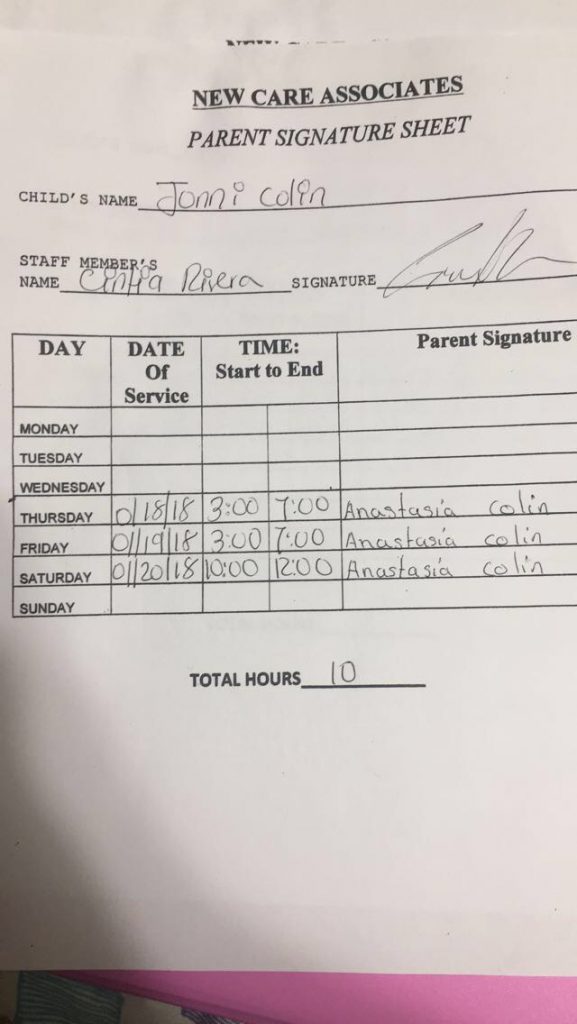 NEW CARE ASSOCIATES
PARENT SIGNATURE SHEET
CHILD'S NAME Jonni Colin
STAFF MEMBER'S
NAME Cintia Rivera SIGNATURE
DAY DATE Of Service TIME: Start to End Parent Signature
MONDAY
TUESDAY
WEDNESDAY
THURSDAY 0/18/18 3:00 7:00 Anastasia Colin
FRIDAY 01/19/18 3:00 7:00 Anastasia Colin
SATURDAY 01/20/18 10:00 12:00 Anastasia Colin
SUNDAY
TOTAL HOURS 10